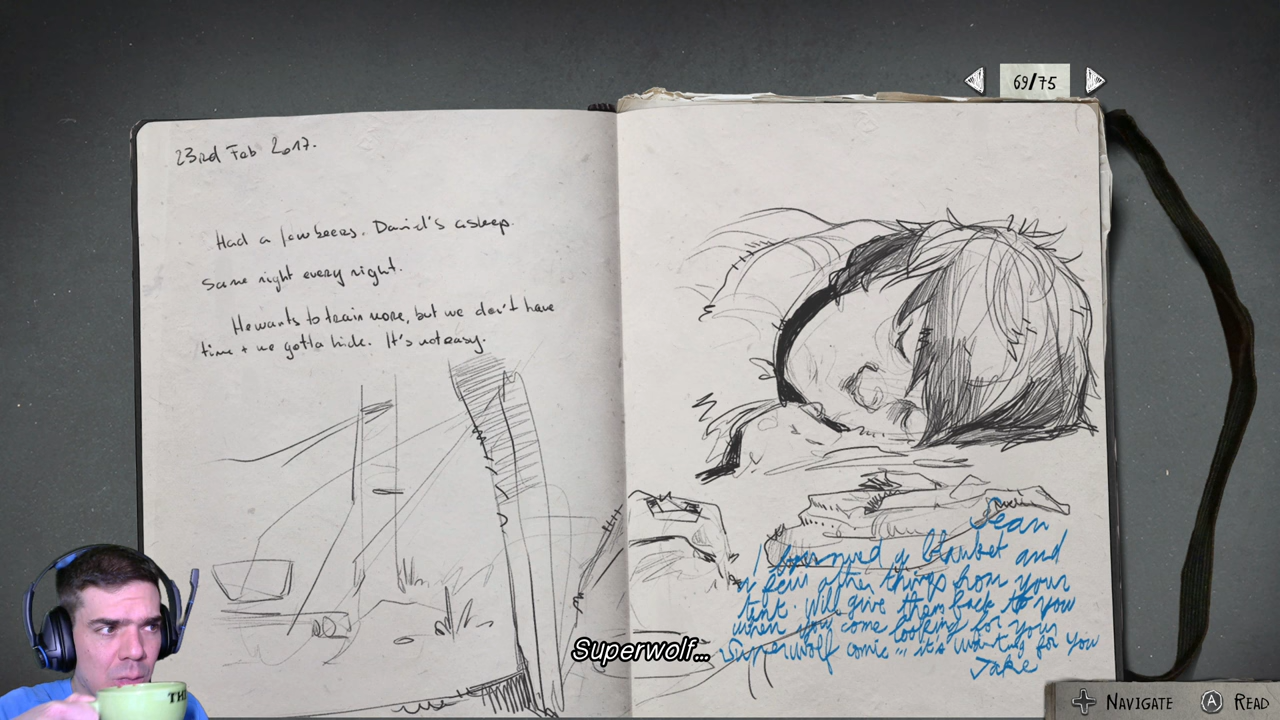 69/75
23rd Feb 2017.
Had a few beers. Daniel's asleep.
Same night every night.
He wants to train more, but we don't have
time + we gotta hide. It's not easy.
Sean
I borrowed a blanket and
a few other things from your
tent. Will give them back to you
when you come looking for your
Superwolf comic... it's waiting for you
Jake
Superwolf...
TH
NAVIGATE
A READ